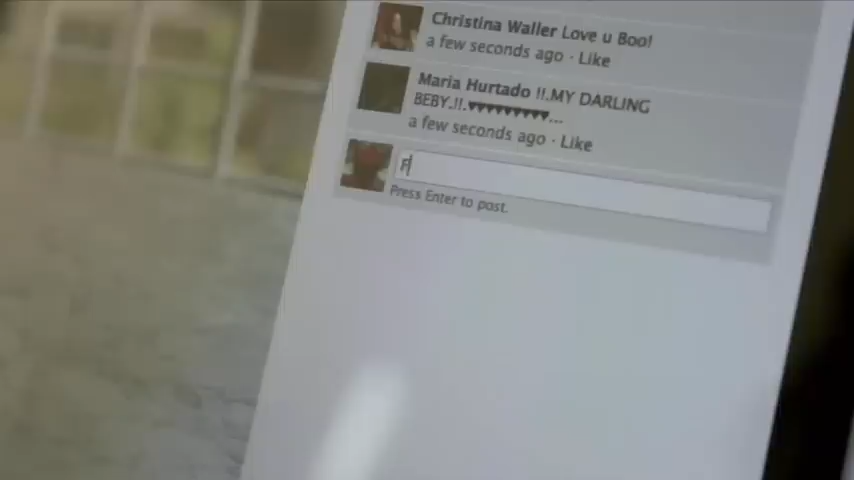 Christina Waller Love u Boo!
a few seconds ago · Like
Maria Hurtado !!.MY DARLING
BEBY.!!.♥♥♥♥♥♥♥♥♥♥...
a few seconds ago · Like
F
Press Enter to post.